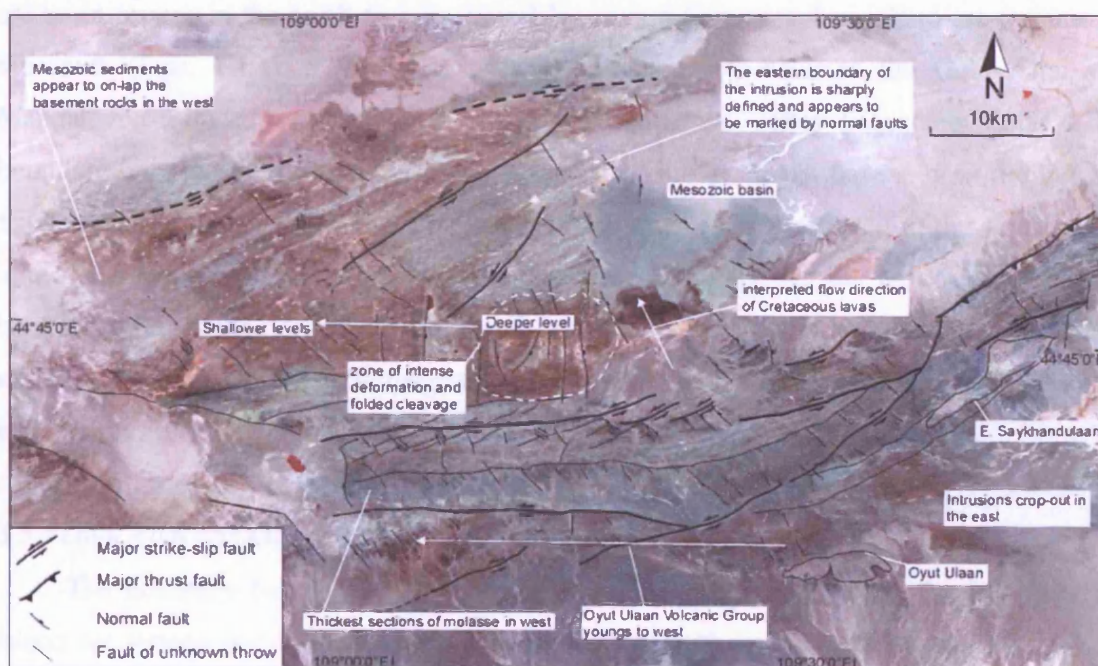 109°00'0"E
109°30'0"E
Mesozoic sediments
appear to on-lap the
basement rocks in the west
The eastern boundary of
the intrusion is sharply
defined and appears to
be marked by normal faults
N
10km
Mesozoic basin
interpreted flow direction
of Cretaceous lavas
44°45'0"E
Shallower levels
Deeper level
44°45'0"E
zone of intense
deformation and
folded cleavage
E. Saykhandulaan
Intrusions crop-out in
the east
Major strike-slip fault
Major thrust fault
Normal fault
Fault of unknown throw
Thickest sections of molasse in west
Oyut Ulaan Volcanic Group
youngs to west
Oyut Ulaan
109°00'0"E
109°30'0"E